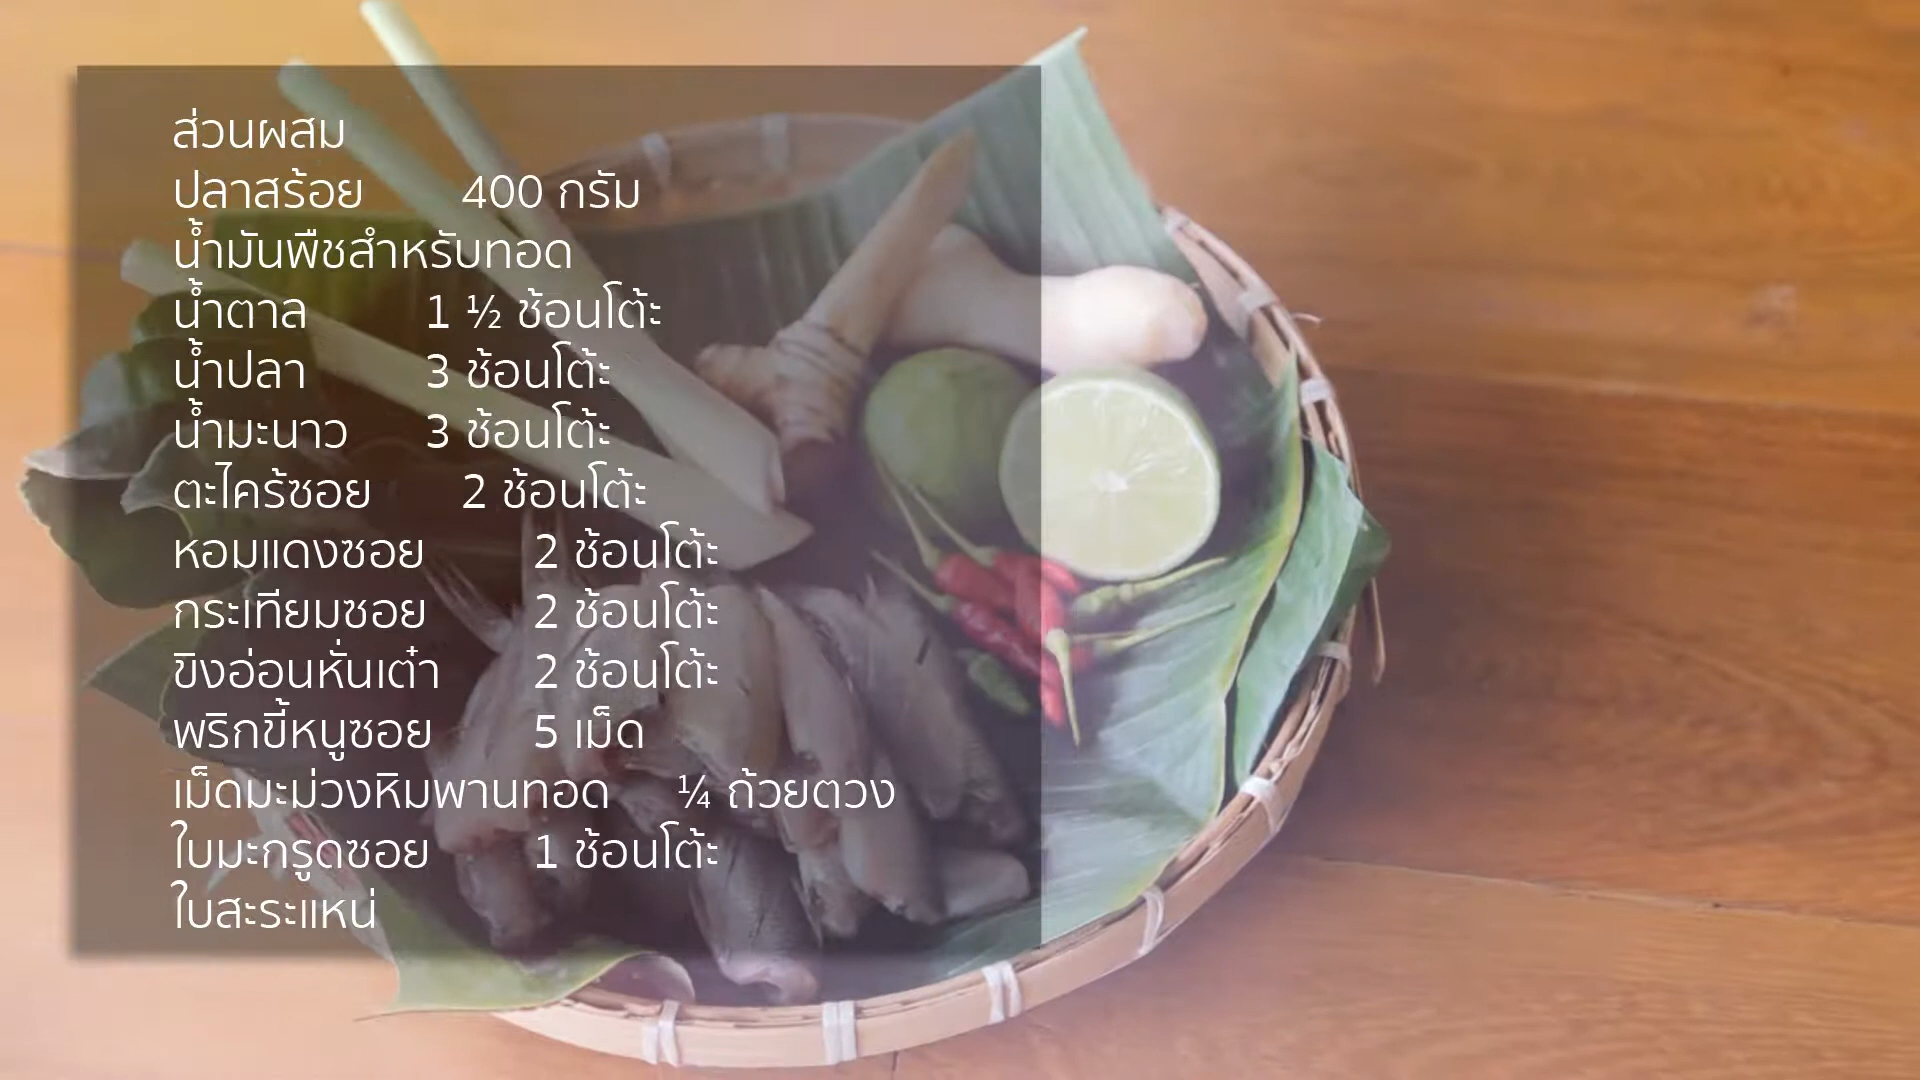 ส่วนผสม
ปลาสร้อย 400 กรัม
น้ำมันพืชสำหรับทอด
น้ำตาล 1 ½ ช้อนโต้ะ
น้ำปลา 3 ช้อนโต้ะ
น้ำมะนาว 3 ช้อนโต้ะ
ตะไคร้ซอย 2 ช้อนโต้ะ
หอมแดงซอย 2 ช้อนโต้ะ
กระเทียมซอย 2 ช้อนโต้ะ
ขิงอ่อนหั่นเต๋า 2 ช้อนโต้ะ
พริกขี้หนูซอย 5 เม็ด
เม็ดมะม่วงหิมพานทอด ¼ ถ้วยตวง
ใบมะกรูดซอย 1 ช้อนโต้ะ
ใบสะระแหน่